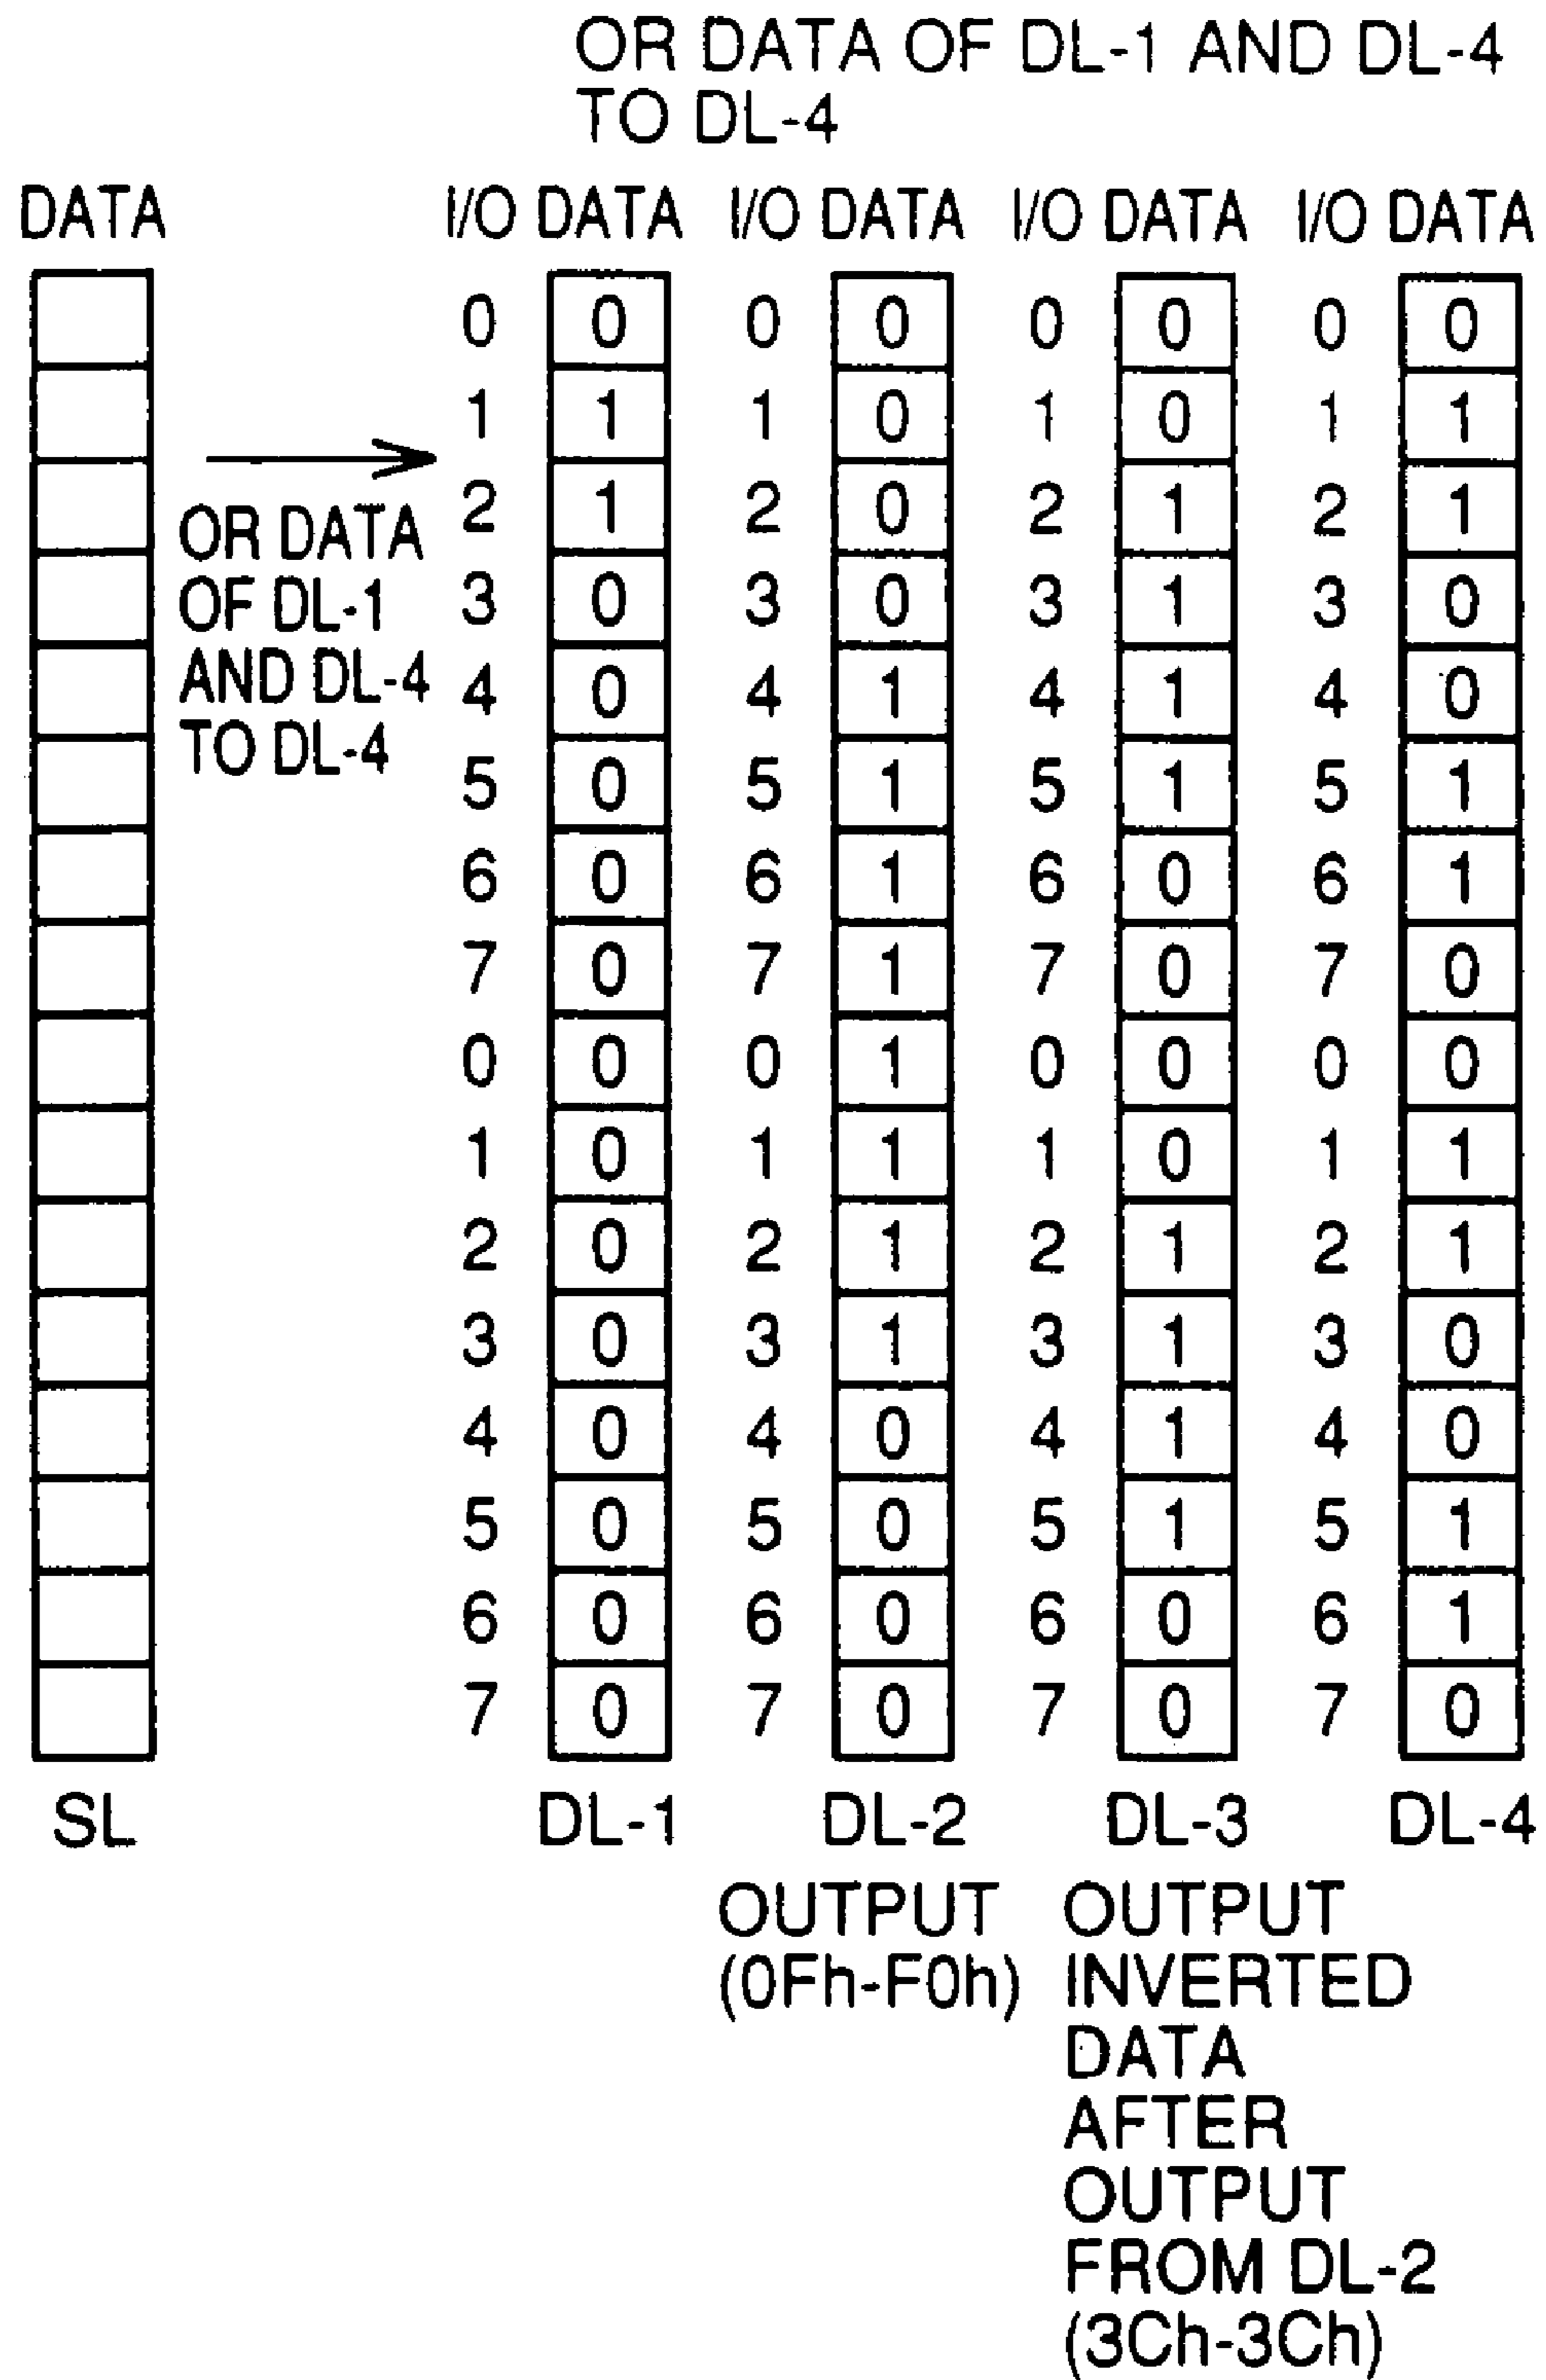 OR DATA OF DL-1 AND DL-4
TO DL-4
DATA I/O DATA I/O DATA I/O DATA I/O DATA
0 0 0 0 0 0 0 0
1 1 1 0 1 0 1 1
2 1 2 0 2 1 2 1
3 0 3 0 3 1 3 0
4 0 4 1 4 1 4 0
5 0 5 1 5 1 5 1
6 0 6 1 6 0 6 1
7 0 7 1 7 0 7 0
0 0 0 1 0 0 0 0
1 0 1 1 1 0 1 1
2 0 2 1 2 1 2 1
3 0 3 1 3 1 3 0
4 0 4 0 4 1 4 0
5 0 5 0 5 1 5 1
6 0 6 0 6 0 6 1
7 0 7 0 7 0 7 0
OR DATA
OF DL-1
AND DL-4
TO DL-4
SL DL-1 DL-2 DL-3 DL-4
OUTPUT
(0Fh-F0h)
OUTPUT
INVERTED
DATA
AFTER
OUTPUT
FROM DL-2
(3Ch-3Ch)